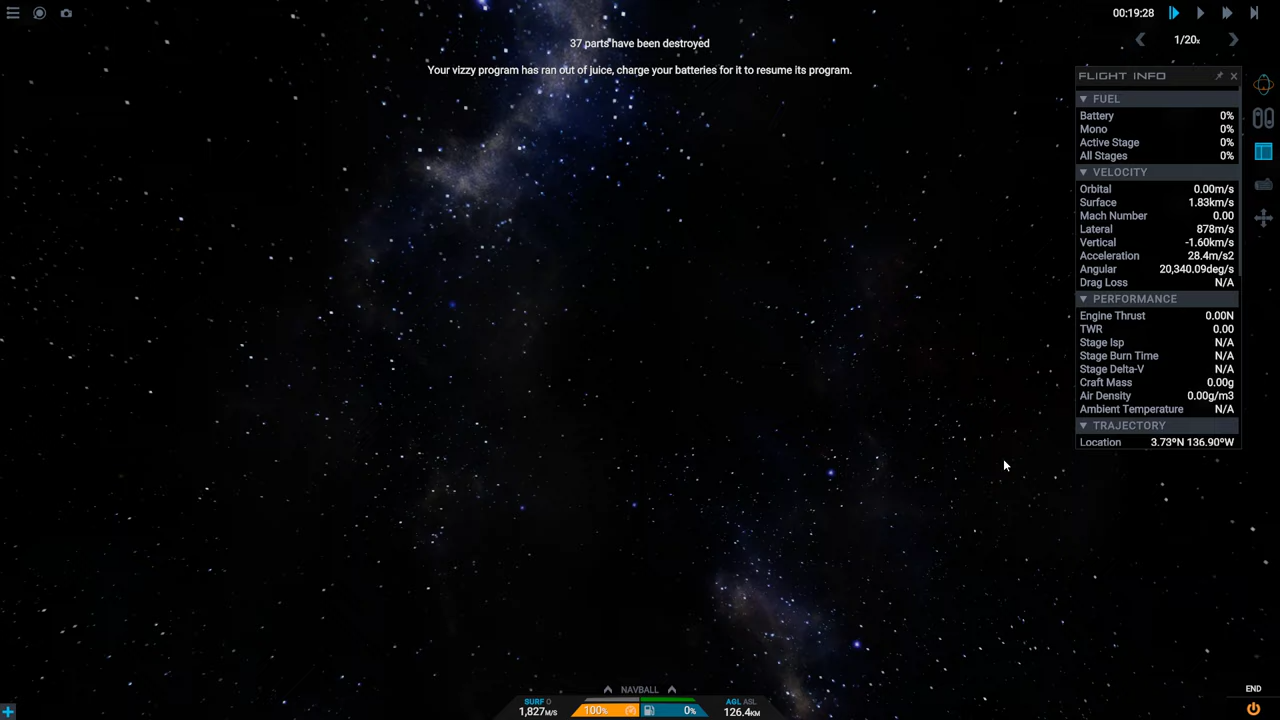 00:19:28
1/20x
37 parts have been destroyed
Your vizzy program has ran out of juice, charge your batteries for it to resume its program.
FLIGHT INFO
FUEL
Battery 0%
Mono 0%
Active Stage 0%
All Stages 0%
VELOCITY
Orbital 0.00m/s
Surface 1.83km/s
Mach Number 0.00
Lateral 878m/s
Vertical -1.60km/s
Acceleration 28.4m/s2
Angular 20,340.09deg/s
Drag Loss N/A
PERFORMANCE
Engine Thrust 0.00N
TWR 0.00
Stage Isp N/A
Stage Burn Time N/A
Stage Delta-V N/A
Craft Mass 0.00g
Air Density 0.00g/m3
Ambient Temperature N/A
TRAJECTORY
Location 3.73ºN 136.90ºW
NAVBALL
SURF O
1,827M/S
100%
0%
AGL ASL
126.4KM
END